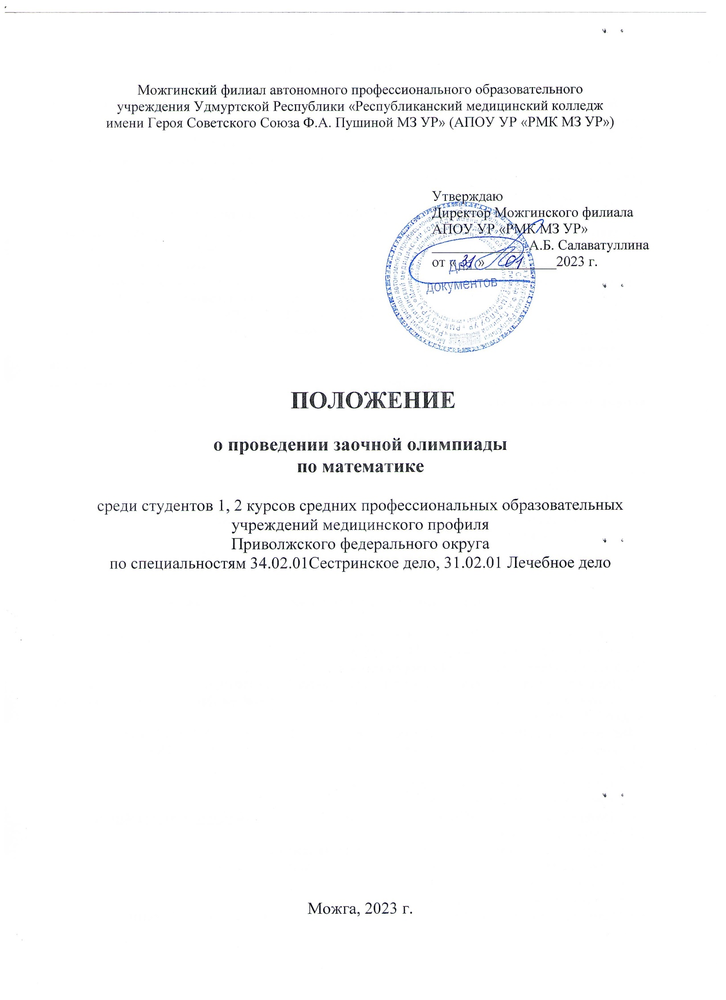 Можгинский филиал автономного профессионального образовательного
учреждения Удмуртской Республики «Республиканский медицинский колледж
имени Героя Советского Союза Ф.А. Пушиной МЗ УР» (АПОУ УР «РМК МЗ УР»)
Утверждаю
Директор Можгинского филиала
АПОУ УР «РМК МЗ УР»
_____________А.Б. Салаватуллина
от «31» 01 2023 г.
Для
документов
ПОЛОЖЕНИЕ
о проведении заочной олимпиады
по математике
среди студентов 1, 2 курсов средних профессиональных образовательных
учреждений медицинского профиля
Приволжского федерального округа
по специальностям 34.02.01Сестринское дело, 31.02.01 Лечебное дело
Можга, 2023 г.